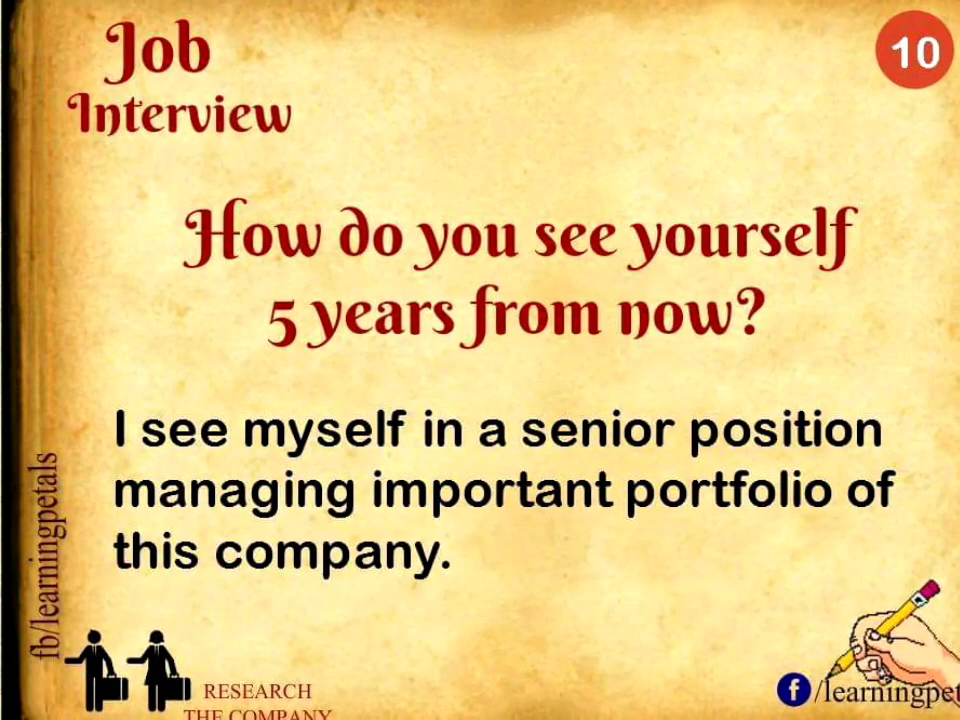 Job
Interview
10
How do you see yourself
5 years from now?
I see myself in a senior position
managing important portfolio of
this company.
fb/learningpetals
RESEARCH
THE COMPANY
/learningpet